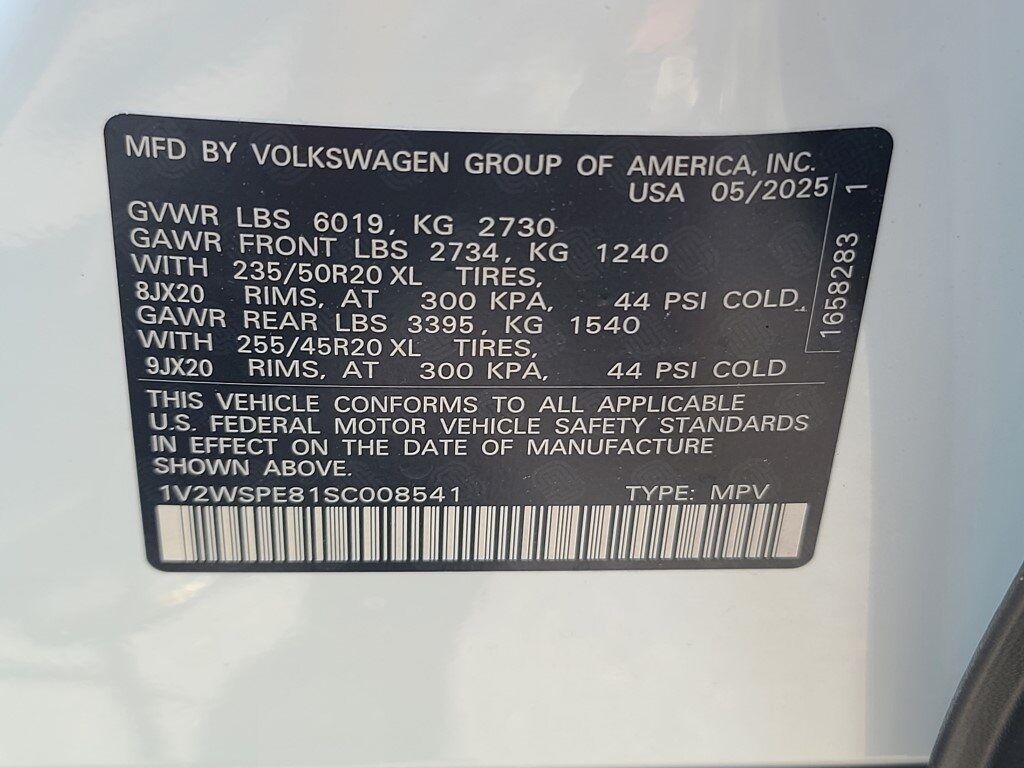 MFD BY VOLKSWAGEN GROUP OF AMERICA, INC.
USA 05/2025
GVWR LBS 6019, KG 2730
GAWR FRONT LBS 2734, KG 1240
WITH 235/50R20 XL TIRES,
8JX20 RIMS, AT 300 KPA, 44 PSI COLD,
GAWR REAR LBS 3395, KG 1540
WITH 255/45R20 XL TIRES,
9JX20 RIMS, AT 300 KPA, 44 PSI COLD
1658283 1
THIS VEHICLE CONFORMS TO ALL APPLICABLE
U.S. FEDERAL MOTOR VEHICLE SAFETY STANDARDS
IN EFFECT ON THE DATE OF MANUFACTURE
SHOWN ABOVE.
1V2WSPE81SC008541 TYPE: MPV